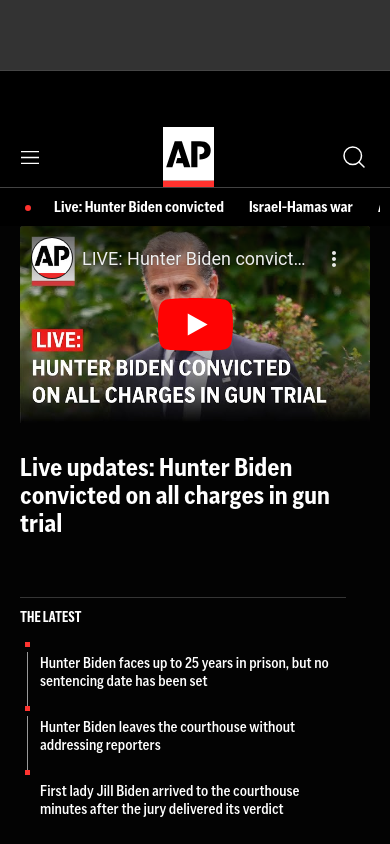 AP
Live: Hunter Biden convicted
Israel-Hamas war
AP
LIVE: Hunter Biden convict...
LIVE:
HUNTER BIDEN CONVICTED
ON ALL CHARGES IN GUN TRIAL
Live updates: Hunter Biden
convicted on all charges in gun
trial
THE LATEST
Hunter Biden faces up to 25 years in prison, but no
sentencing date has been set
Hunter Biden leaves the courthouse without
addressing reporters
First lady Jill Biden arrived to the courthouse
minutes after the jury delivered its verdict